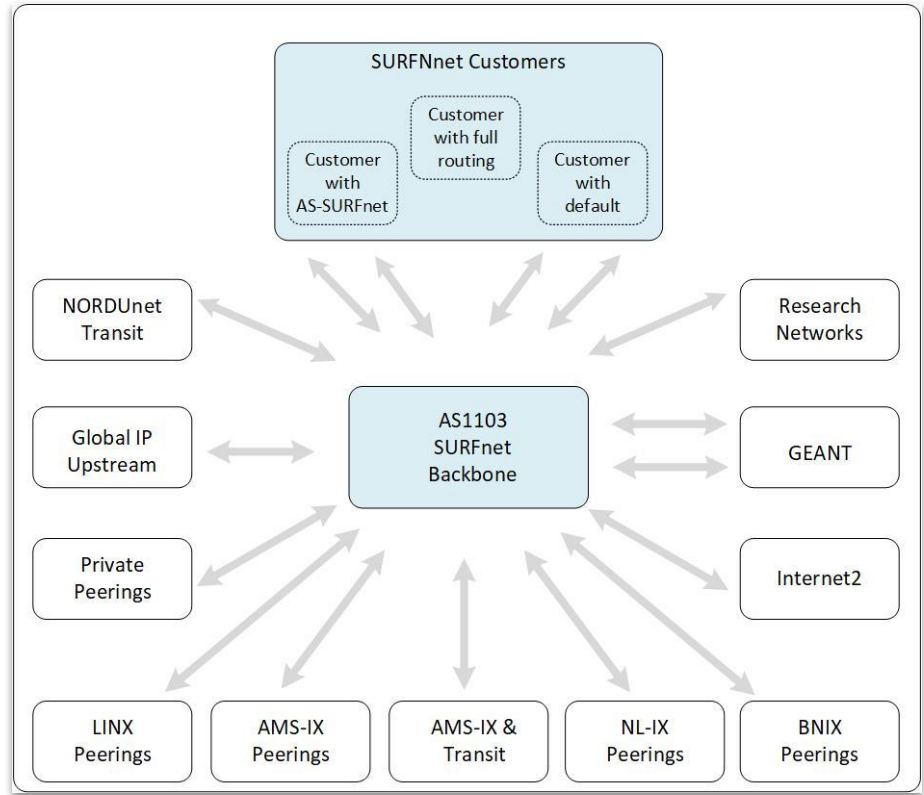 SURFNnet Customers
Customer
with full
routing
Customer
with
AS-SURFnet
Customer
with
default
NORDUnet
Transit
Research
Networks
Global IP
Upstream
AS1103
SURFnet
Backbone
GEANT
Private
Peerings
Internet2
LINX
Peerings
AMS-IX
Peerings
AMS-IX &
Transit
NL-IX
Peerings
BNIX
Peerings